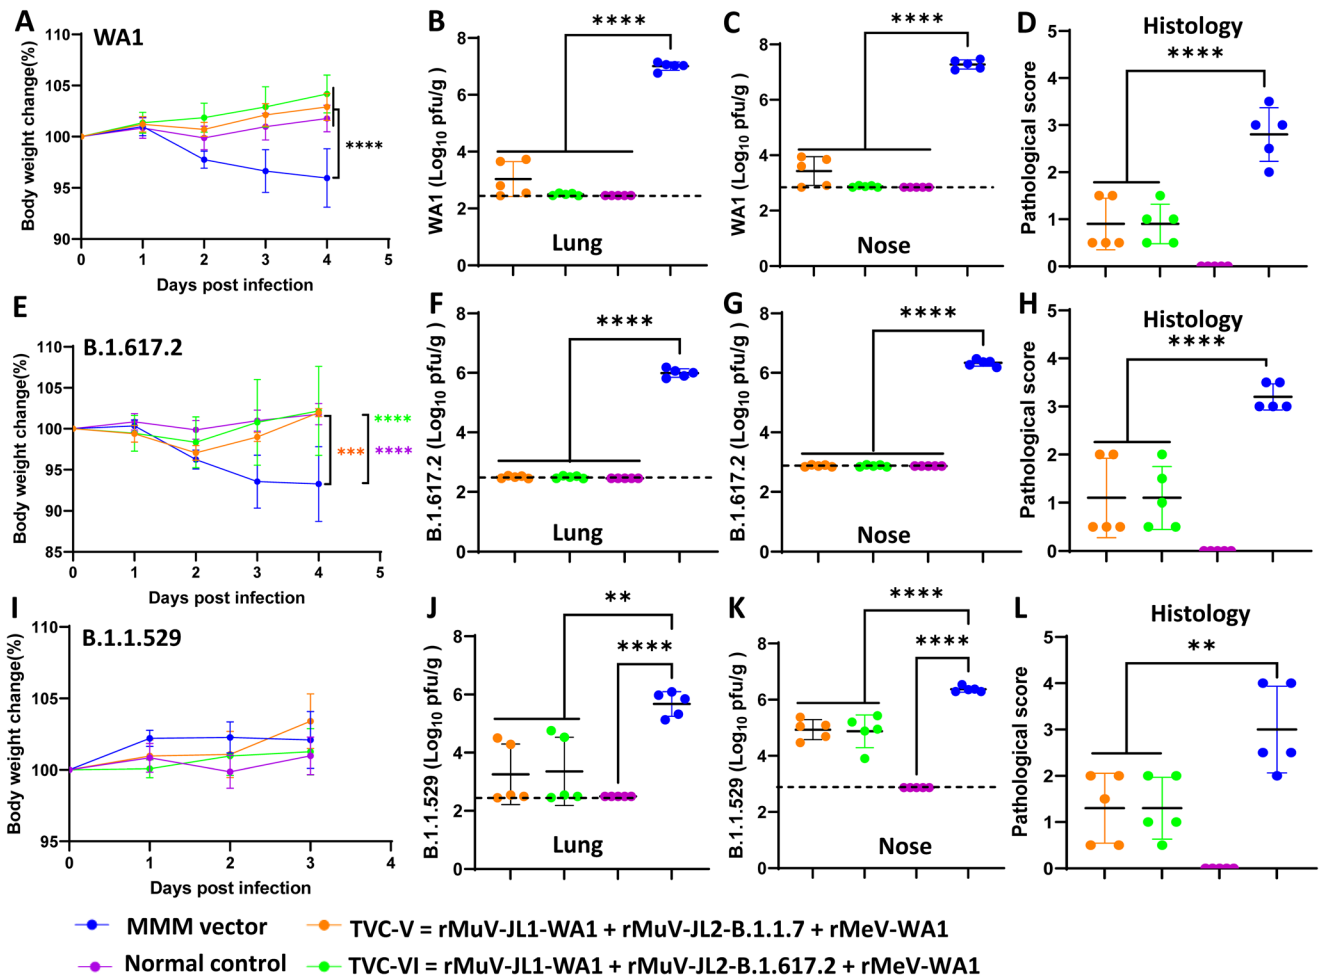 A
WA1
Body weight change(%)
110
105
100
95
90
0 1 2 3 4 5
Days post infection
****
B
WA1 (Log10 pfu/g)
8
6
4
2
0
****
Lung
C
WA1 (Log10 pfu/g)
8
6
4
2
0
****
Nose
D
Histology
Pathological score
5
4
3
2
1
0
****
E
B.1.617.2
Body weight change(%)
110
105
100
95
90
85
0 1 2 3 4 5
Days post infection
***
****
****
F
B.1.617.2 (Log10 pfu/g)
8
6
4
2
0
****
Lung
G
B.1.617.2 (Log10 pfu/g)
8
6
4
2
0
****
Nose
H
Histology
Pathological score
5
4
3
2
1
0
****
I
B.1.1.529
Body weight change(%)
110
105
100
95
0 1 2 3 4
Days post infection
J
B.1.1.529 (Log10 pfu/g)
8
6
4
2
0
**
****
Lung
K
B.1.1.529 (Log10 pfu/g)
8
6
4
2
0
****
****
Nose
L
Histology
Pathological score
5
4
3
2
1
0
**
MMM vector
TVC-V = rMuV-JL1-WA1 + rMuV-JL2-B.1.1.7 + rMeV-WA1
Normal control
TVC-VI = rMuV-JL1-WA1 + rMuV-JL2-B.1.617.2 + rMeV-WA1